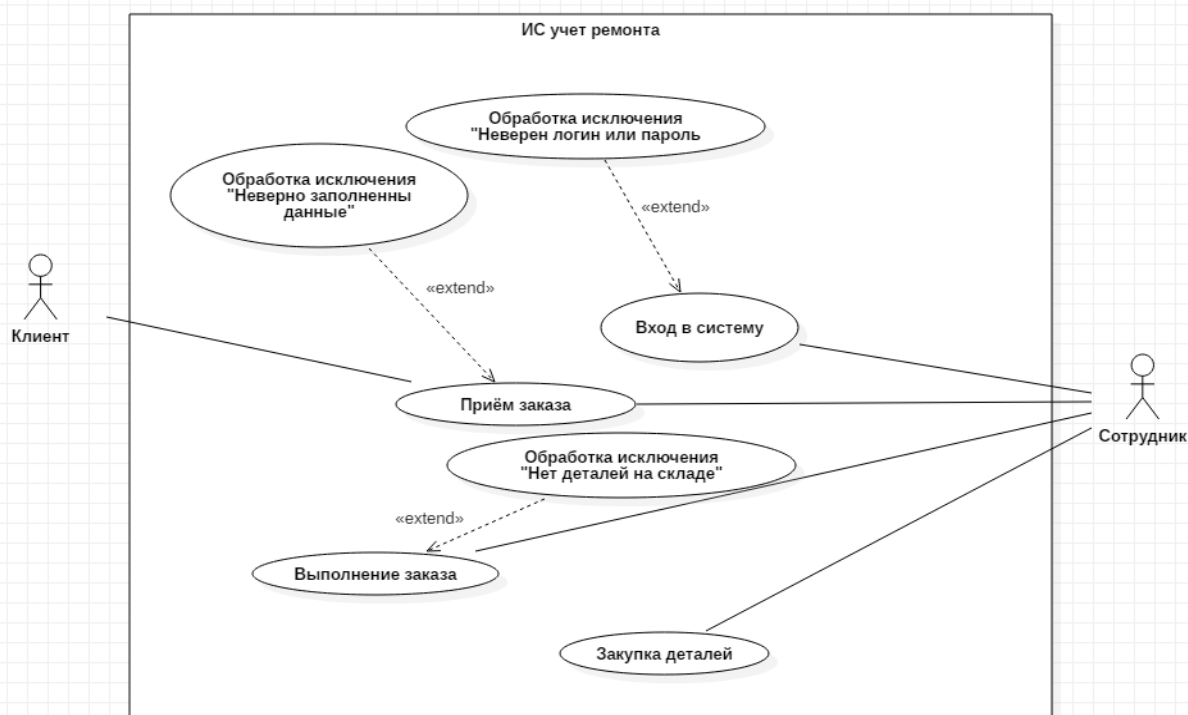 ИС учет ремонта
Обработка исключения
"Неверен логин или пароль
Обработка исключения
"Неверно заполненны
данные"
«extend»
«extend»
Клиент
Вход в систему
Приём заказа
Сотрудник
Обработка исключения
"Нет деталей на складе"
«extend»
Выполнение заказа
Закупка деталей